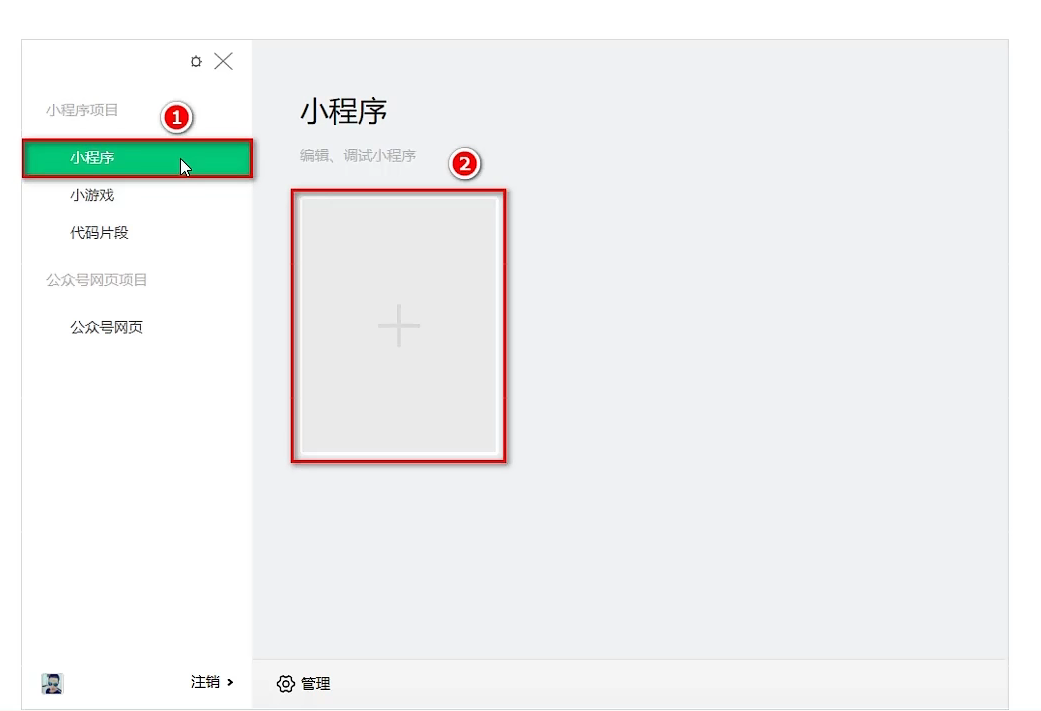 小程序项目
1
小程序
小游戏
代码片段
公众号网页项目
公众号网页
注销
小程序
编辑、调试小程序
2
管理